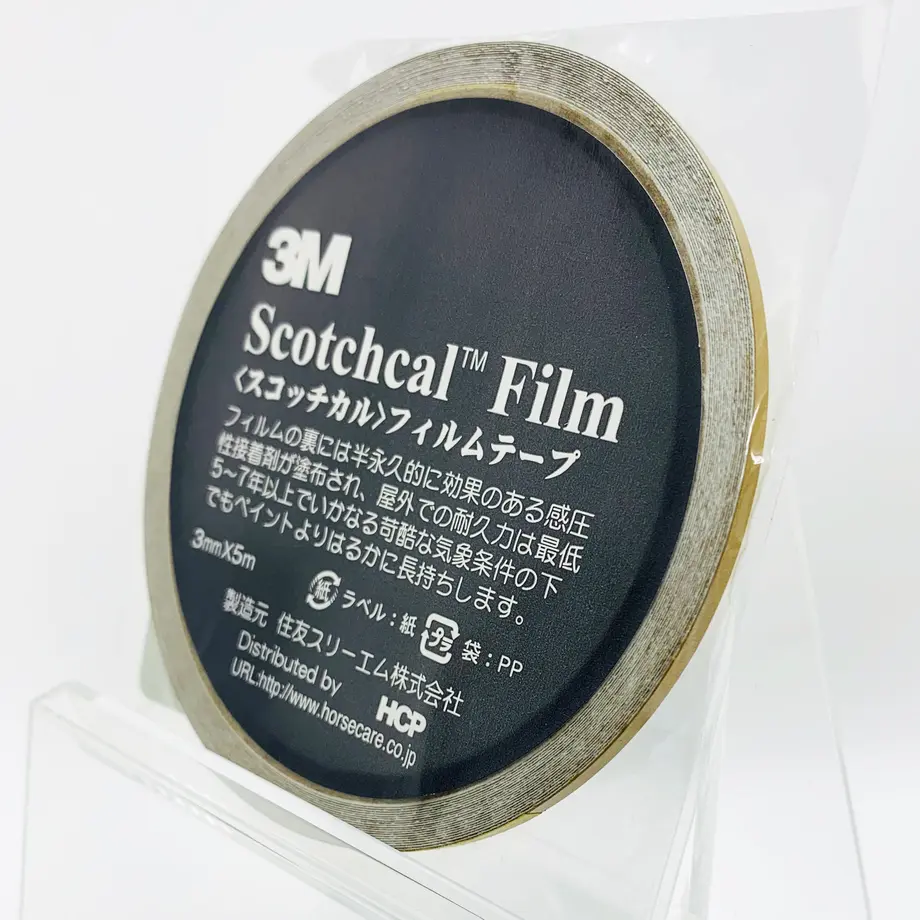 3M
Scotchcal™ Film
〈スコッチカル〉フィルムテープ
フィルムの裏には半永久的に効果のある感圧
性接着剤が塗布され、屋外での耐久力は最低
5〜7年以上でいかなる苛酷な気象条件の下
でもペイントよりはるかに長持ちします。
3mmX5m
紙 ラベル：紙 プラ 袋：PP
製造元 住友スリーエム株式会社
Distributed by HCP
URL:http://www.horsecare.co.jp